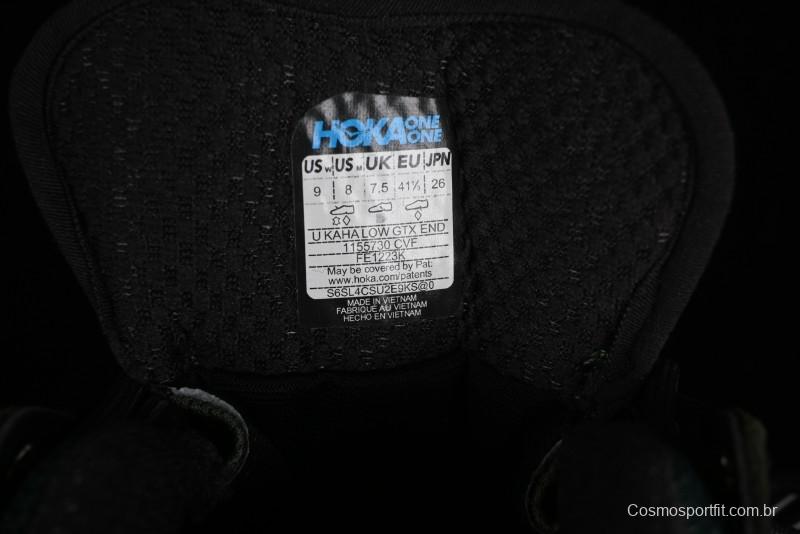 HOKA ONE ONE
US W US M UK EU JPN
9 8 7.5 41⅓ 26
U KAHA LOW GTX END
1155730 CVF
FE1223K
May be covered by Pat:
www.hoka.com/patents
S6SL4CSU2E9KS@0
MADE IN VIETNAM
FABRIQUE AU VIETNAM
HECHO EN VIETNAM
Cosmosportfit.com.br